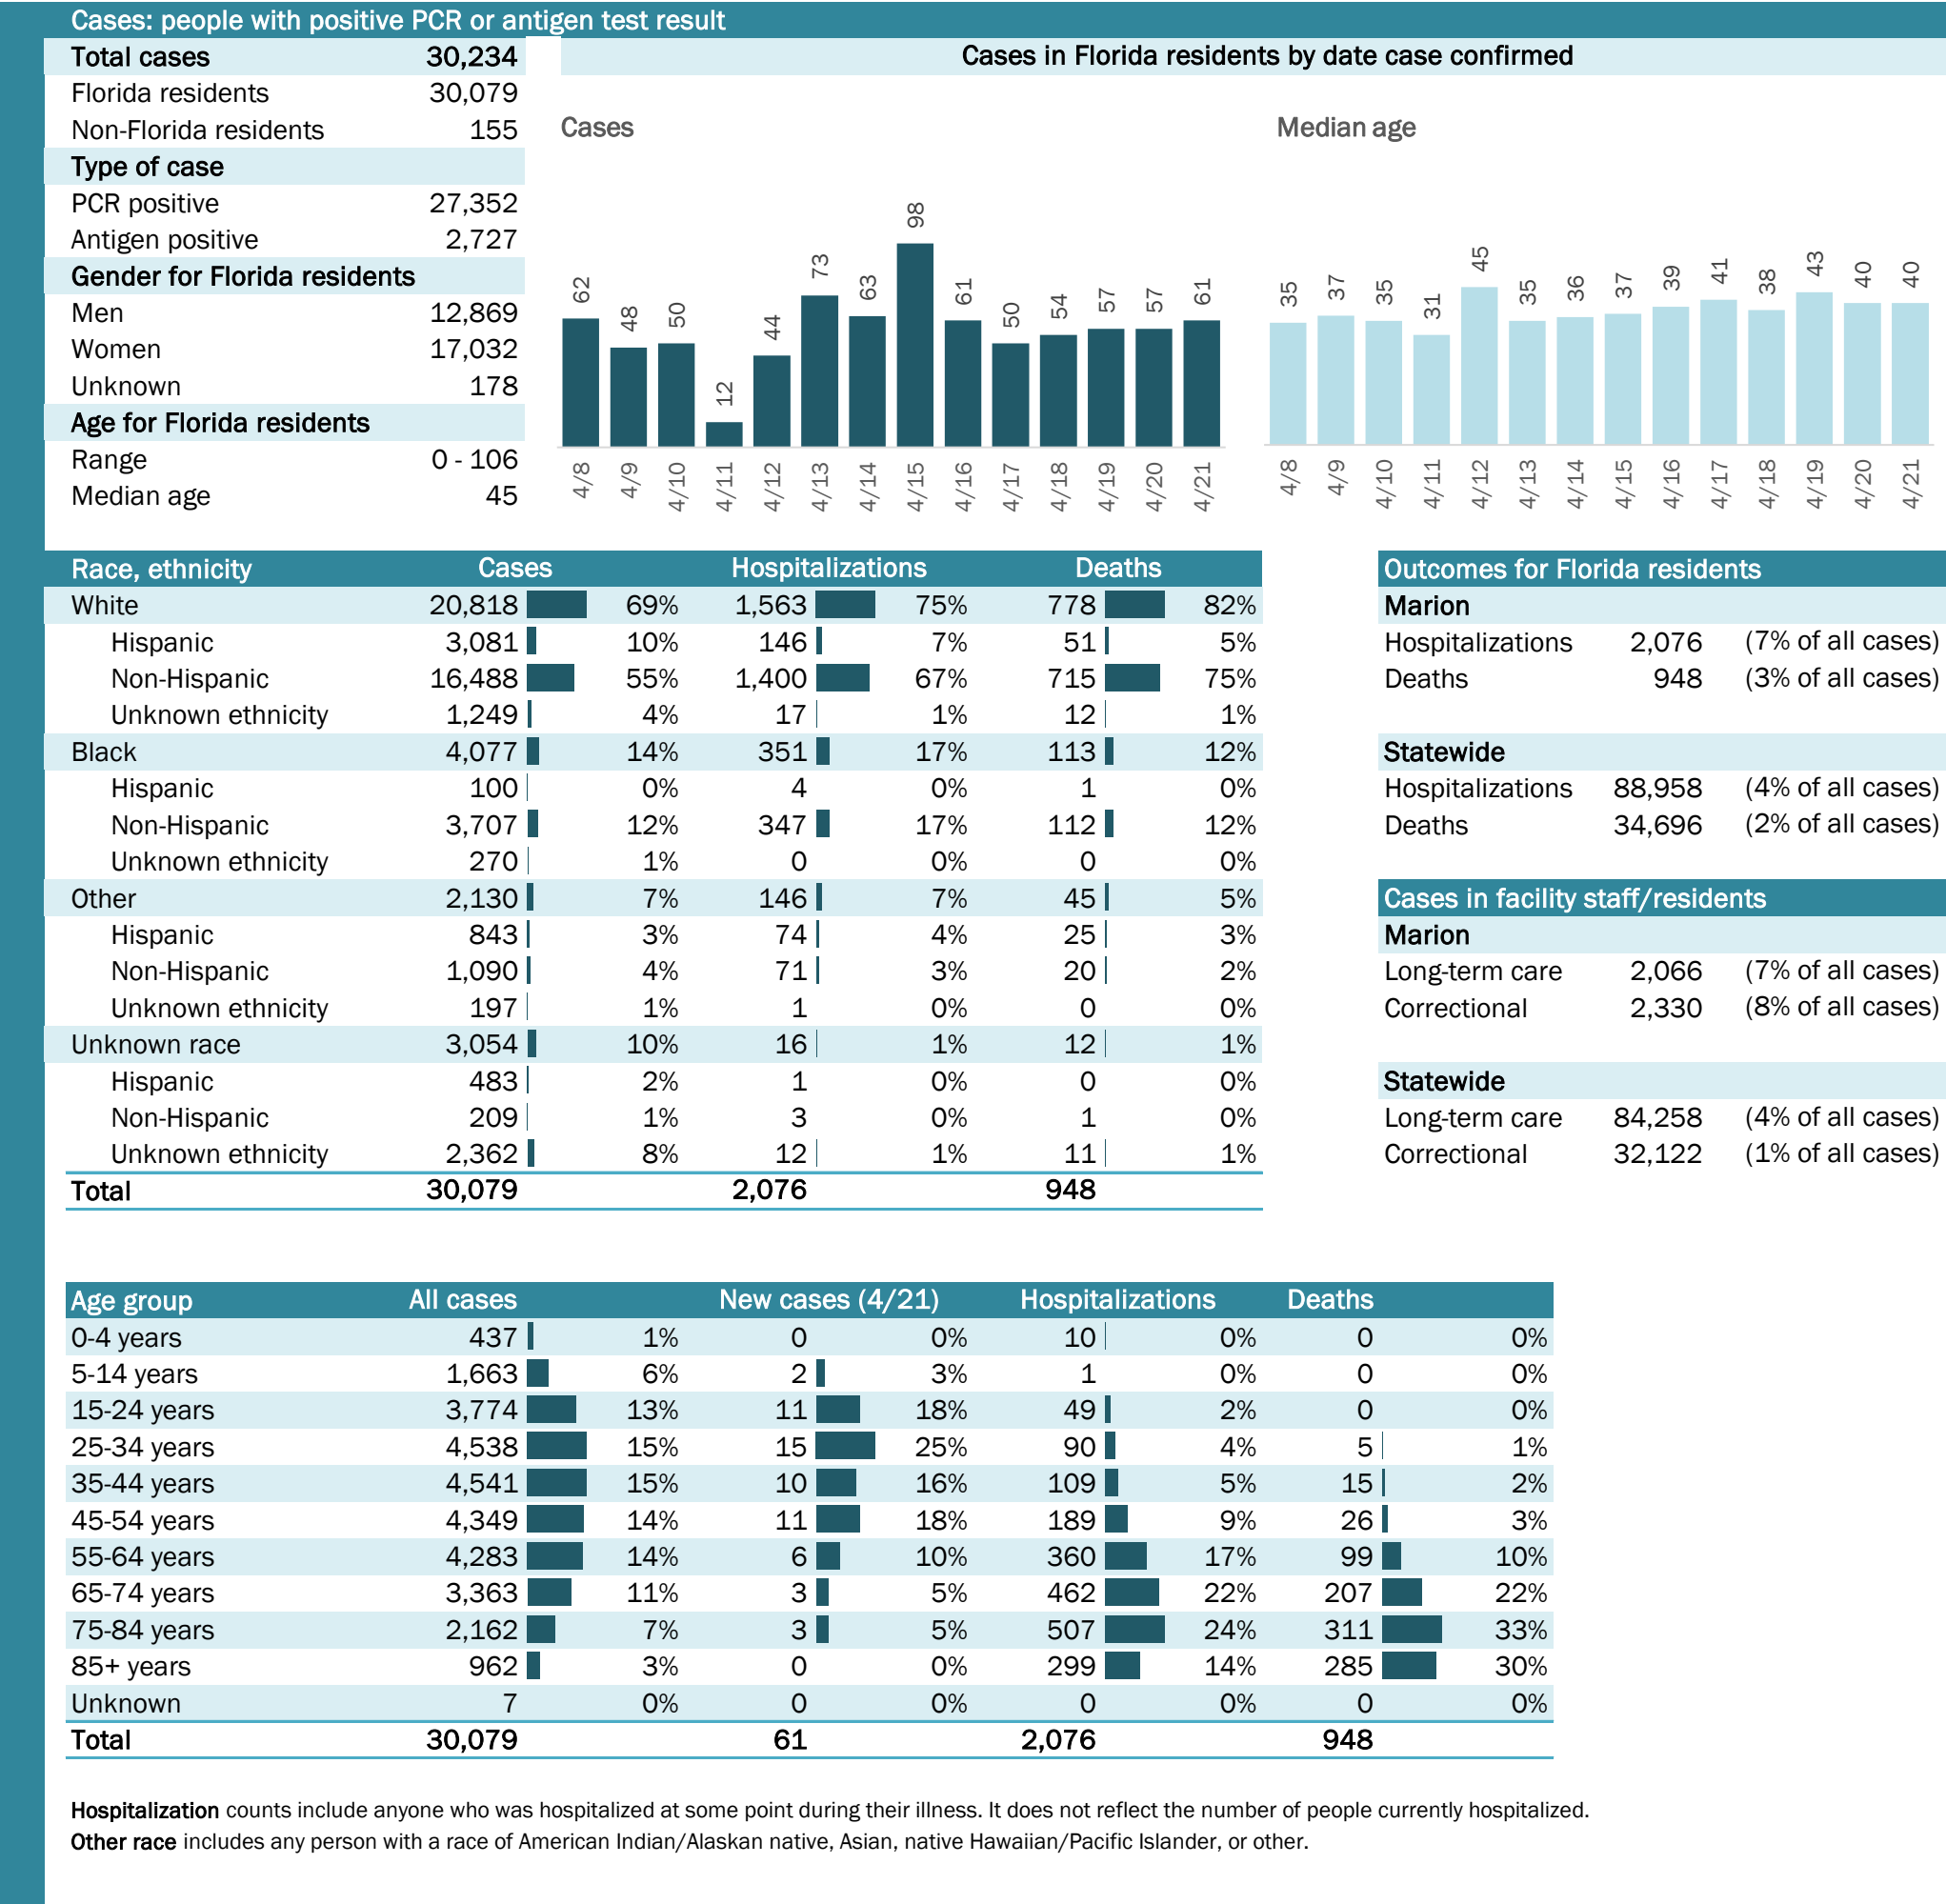 Cases: people with positive PCR or antigen test result
Total cases 30,234
Florida residents 30,079
Non-Florida residents 155
Type of case
PCR positive 27,352
Antigen positive 2,727
Gender for Florida residents
Men 12,869
Women 17,032
Unknown 178
Age for Florida residents
Range 0 - 106
Median age 45
Cases in Florida residents by date case confirmed
Cases
62 48 50 12 44 73 63 98 61 50 54 57 57 61
4/8 4/9 4/10 4/11 4/12 4/13 4/14 4/15 4/16 4/17 4/18 4/19 4/20 4/21
Median age
35 37 35 31 45 35 36 37 39 41 38 43 40 40
4/8 4/9 4/10 4/11 4/12 4/13 4/14 4/15 4/16 4/17 4/18 4/19 4/20 4/21
Race, ethnicity Cases Hospitalizations Deaths
White 20,818 69% 1,563 75% 778 82%
Hispanic 3,081 10% 146 7% 51 5%
Non-Hispanic 16,488 55% 1,400 67% 715 75%
Unknown ethnicity 1,249 4% 17 1% 12 1%
Black 4,077 14% 351 17% 113 12%
Hispanic 100 0% 4 0% 1 0%
Non-Hispanic 3,707 12% 347 17% 112 12%
Unknown ethnicity 270 1% 0 0% 0 0%
Other 2,130 7% 146 7% 45 5%
Hispanic 843 3% 74 4% 25 3%
Non-Hispanic 1,090 4% 71 3% 20 2%
Unknown ethnicity 197 1% 1 0% 0 0%
Unknown race 3,054 10% 16 1% 12 1%
Hispanic 483 2% 1 0% 0 0%
Non-Hispanic 209 1% 3 0% 1 0%
Unknown ethnicity 2,362 8% 12 1% 11 1%
Total 30,079 2,076 948
Outcomes for Florida residents
Marion
Hospitalizations 2,076 (7% of all cases)
Deaths 948 (3% of all cases)
Statewide
Hospitalizations 88,958 (4% of all cases)
Deaths 34,696 (2% of all cases)
Cases in facility staff/residents
Marion
Long-term care 2,066 (7% of all cases)
Correctional 2,330 (8% of all cases)
Statewide
Long-term care 84,258 (4% of all cases)
Correctional 32,122 (1% of all cases)
Age group All cases New cases (4/21) Hospitalizations Deaths
0-4 years 437 1% 0 0% 10 0% 0 0%
5-14 years 1,663 6% 2 3% 1 0% 0 0%
15-24 years 3,774 13% 11 18% 49 2% 0 0%
25-34 years 4,538 15% 15 25% 90 4% 5 1%
35-44 years 4,541 15% 10 16% 109 5% 15 2%
45-54 years 4,349 14% 11 18% 189 9% 26 3%
55-64 years 4,283 14% 6 10% 360 17% 99 10%
65-74 years 3,363 11% 3 5% 462 22% 207 22%
75-84 years 2,162 7% 3 5% 507 24% 311 33%
85+ years 962 3% 0 0% 299 14% 285 30%
Unknown 7 0% 0 0% 0 0% 0 0%
Total 30,079 61 2,076 948
Hospitalization counts include anyone who was hospitalized at some point during their illness. It does not reflect the number of people currently hospitalized.
Other race includes any person with a race of American Indian/Alaskan native, Asian, native Hawaiian/Pacific Islander, or other.